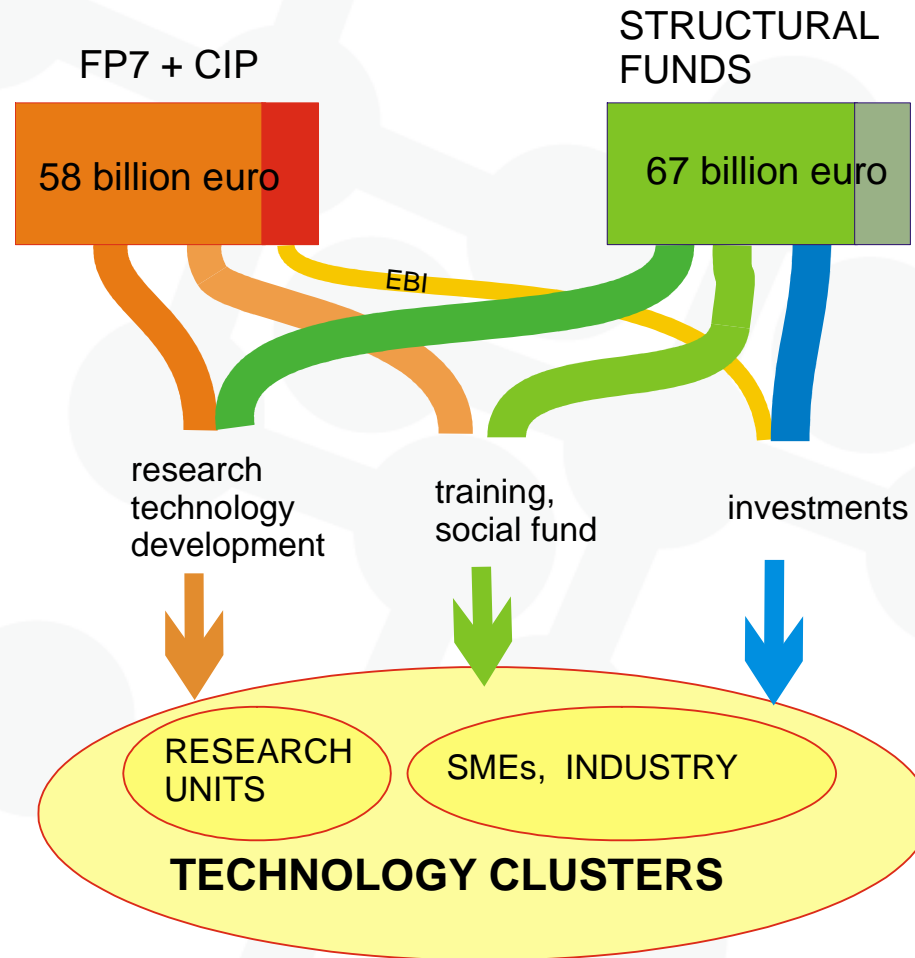 FP7 + CIP
STRUCTURAL
FUNDS
58 billion euro
67 billion euro
EBI
research
technology
development
training,
social fund
investments
RESEARCH
UNITS
SMEs, INDUSTRY
TECHNOLOGY CLUSTERS